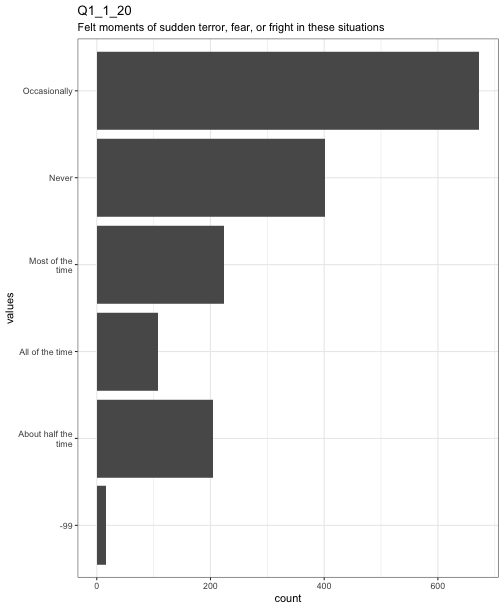 Q1_1_20
Felt moments of sudden terror, fear, or fright in these situations
Occasionally
Never
Most of the
time
All of the time
About half the
time
-99
values
0 200 400 600
count